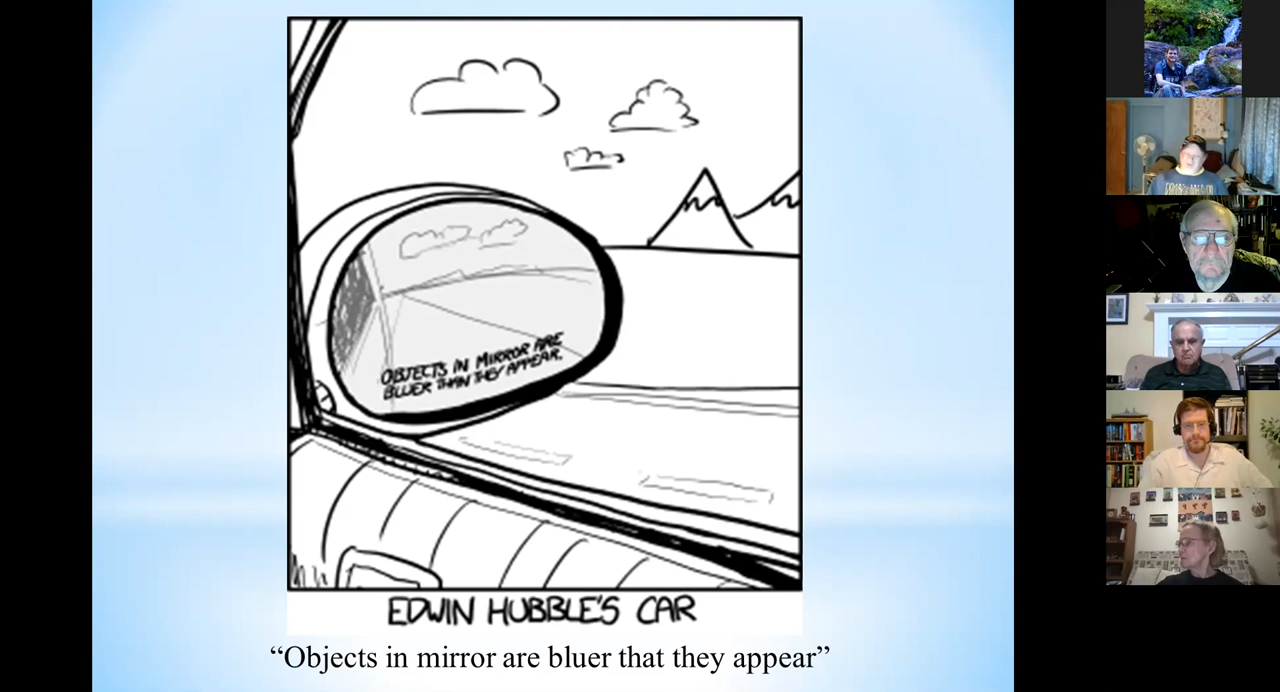 OBJECTS IN MIRROR ARE
BLUER THAN THEY APPEAR.
EDWIN HUBBLE'S CAR
“Objects in mirror are bluer that they appear”